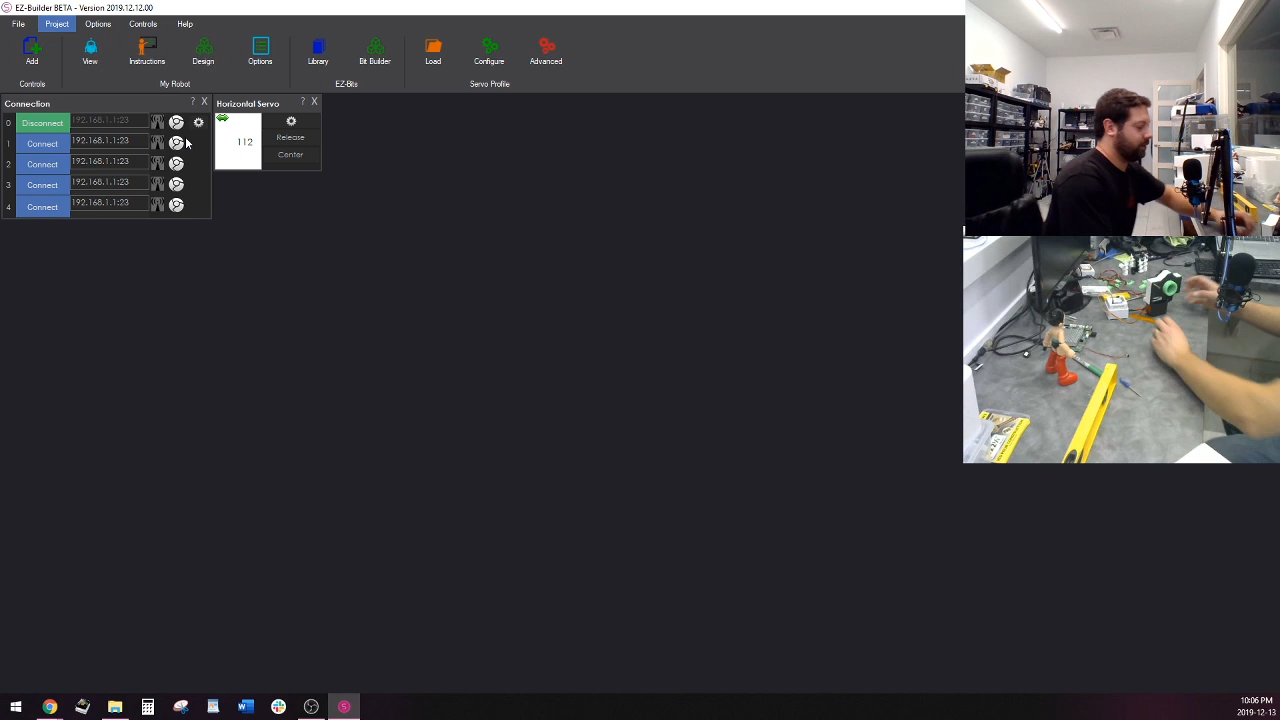 EZ-Builder BETA - Version 2019.12.12.00
File Project Options Controls Help
Add View Instructions Design Options Library Bit Builder Load Configure Advanced
Controls My Robot EZ-Bits Servo Profile
Connection ? X
0 Disconnect 192.168.1.1:23
1 Connect 192.168.1.1:23
2 Connect 192.168.1.1:23
3 Connect 192.168.1.1:23
4 Connect 192.168.1.1:23
Horizontal Servo ? X
112
Release
Center
10:06 PM
2019-12-13